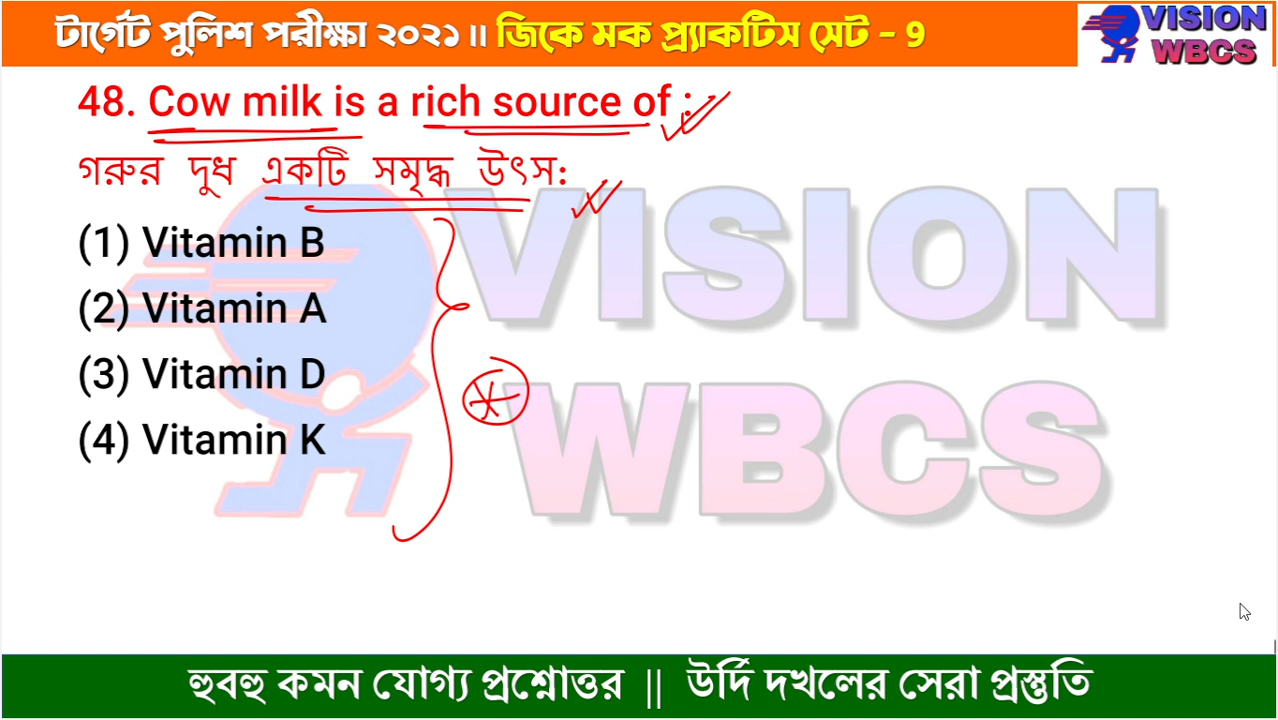 টার্গেট পুলিশ পরীক্ষা ২০২১ ॥ জিকে মক প্র্যাকটিস সেট - 9
VISION
WBCS
48. Cow milk is a rich source of :
গরুর দুধ একটি সমৃদ্ধ উৎস:
(1) Vitamin B
(2) Vitamin A
(3) Vitamin D
(4) Vitamin K
VISION
WBCS
হুবহু কমন যোগ্য প্রশ্নোত্তর || উর্দি দখলের সেরা প্রস্তুতি